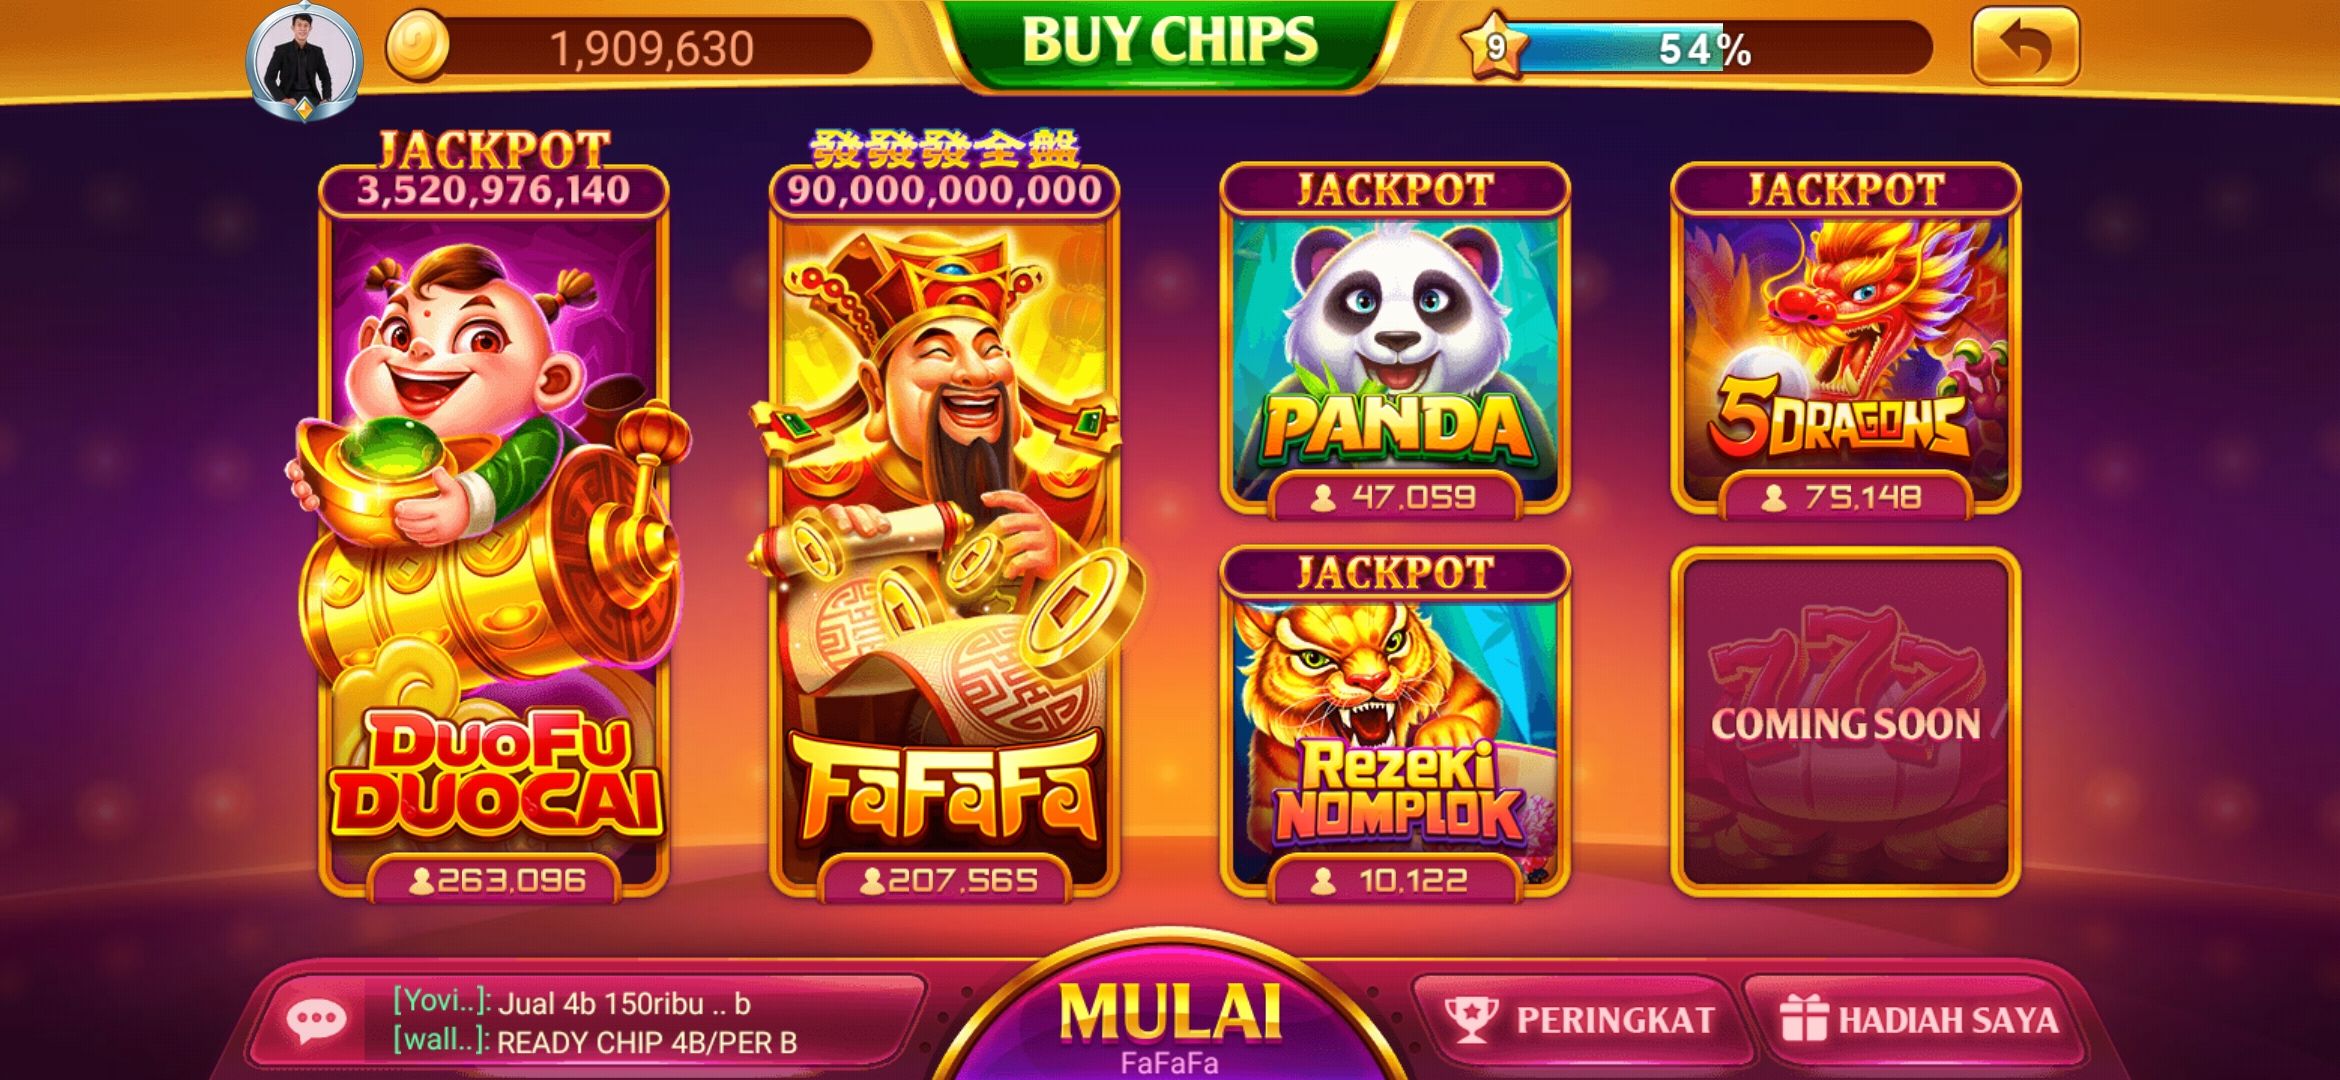 1,909,630
BUY CHIPS
9
54%
JACKPOT
3,520,976,140
DUOFU
DUOCAI
263,096
發發發全盤
90,000,000,000
FAFAFA
207,565
JACKPOT
PANDA
47,059
JACKPOT
5 DRAGONS
75,148
JACKPOT
REZEKI
NOMPLOK
10,122
777
COMING SOON
[Yovi..]: Jual 4b 150ribu .. b
[wall..]: READY CHIP 4B/PER B
MULAI
FaFaFa
PERINGKAT
HADIAH SAYA